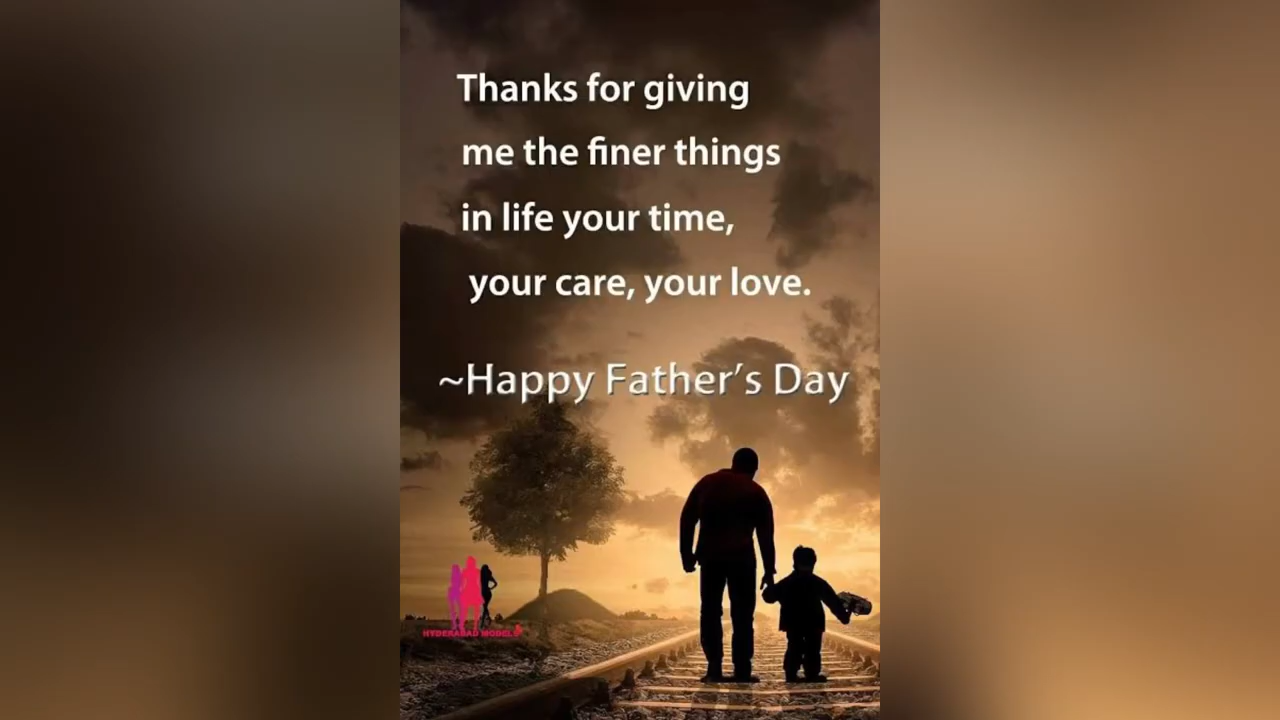 Thanks for giving
me the finer things
in life your time,
your care, your love.
~Happy Father's Day
HYDERABAD MODELS